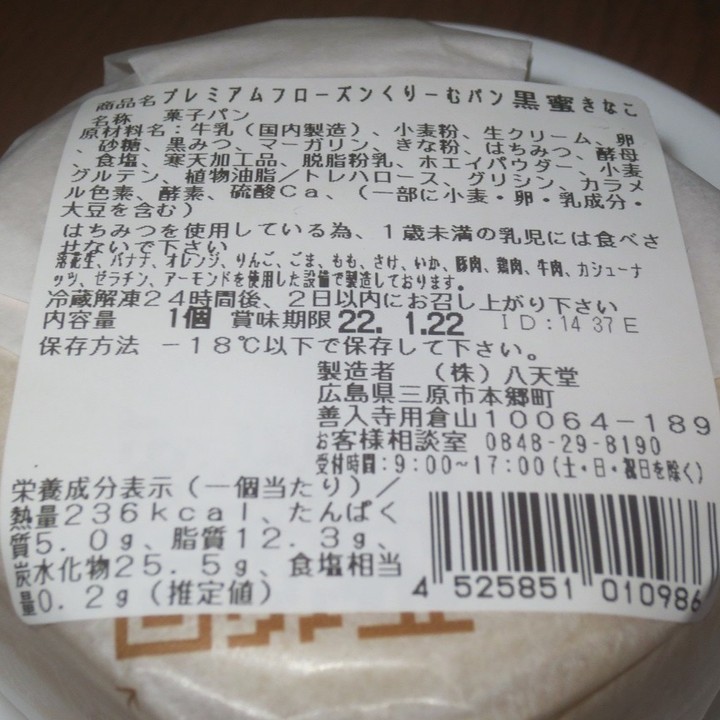 商品名 プレミアムフローズンくりーむパン 黒蜜きなこ
名称 菓子パン
原材料名：牛乳（国内製造）、小麦粉、生クリーム、卵
、砂糖、黒みつ、マーガリン、きな粉、はちみつ、酵母
、食塩、寒天加工品、脱脂粉乳、ホエイパウダー、小麦
グルテン、植物油脂／トレハロース、グリシン、カラメ
ル色素、酵素、硫酸Ｃａ、（一部に小麦・卵・乳成分・
大豆を含む）
はちみつを使用している為、１歳未満の乳児には食べさ
せないで下さい
落花生、バナナ、オレンジ、りんご、ごま、もも、さけ、いか、豚肉、鶏肉、牛肉、カシューナ
ッツ、ゼラチン、アーモンドを使用した設備で製造しております。
冷蔵解凍２４時間後、２日以内にお召し上がり下さい
内容量 1個 賞味期限 22. 1.22 ＩＤ:1437Ｅ
保存方法 －１８℃以下で保存して下さい。
製造者 （株）八天堂
広島県三原市本郷町
善入寺用倉山１００６４－１８９
お客様相談室 0848-29-8190
受付時間：9:00～17:00（土・日・祝日を除く）
栄養成分表示（一個当たり）／
熱量２３６ｋｃａｌ、たんぱく
質５．０ｇ、脂質１２．３ｇ、
炭水化物２５．５ｇ、食塩相当
量０．２ｇ（推定値）
4 525851 010986